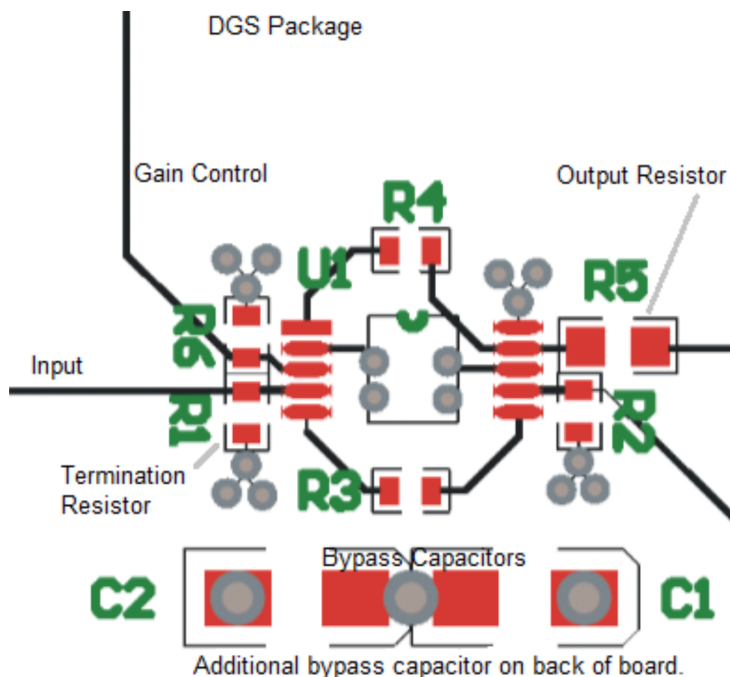 DGS Package
Gain Control
Output Resistor
R4
U1
R5
R6
Input
R1
R2
Termination
Resistor
R3
Bypass Capacitors
C2
C1
Additional bypass capacitor on back of board.